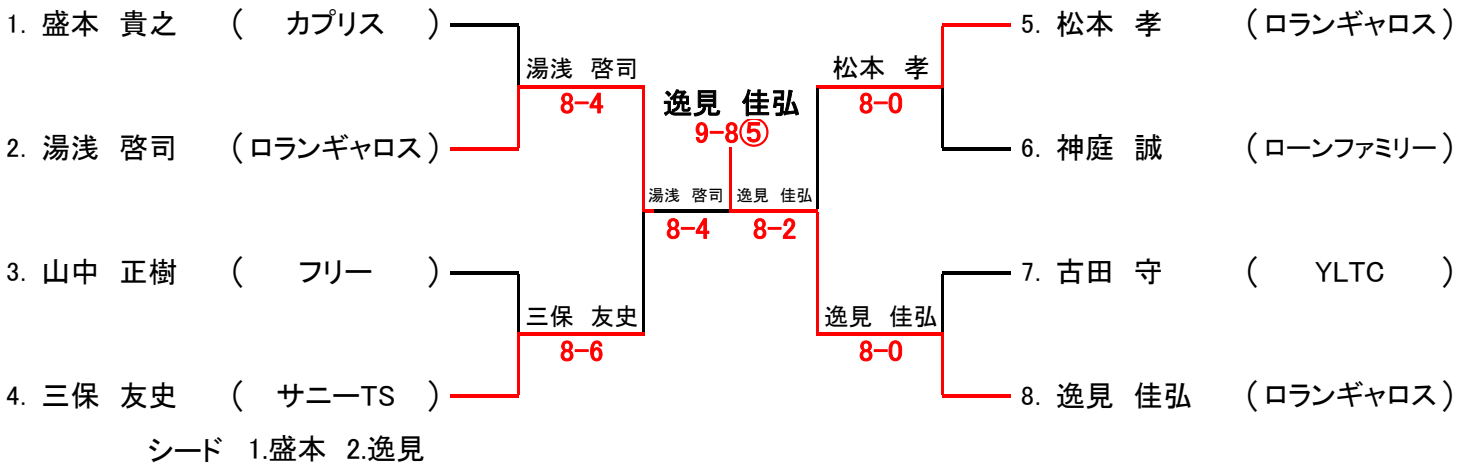 1. 盛本 貴之 ( カプリス )
5. 松本 孝 (ロランギャロス)
湯浅 啓司
松本 孝
8-4
逸見 佳弘
8-0
9-8⑤
2. 湯浅 啓司 (ロランギャロス)
6. 神庭 誠 (ローンファミリー)
湯浅 啓司 逸見 佳弘
8-4 8-2
3. 山中 正樹 ( フリー )
7. 古田 守 ( YLTC )
三保 友史
逸見 佳弘
8-6
8-0
4. 三保 友史 ( サニーTS )
8. 逸見 佳弘 (ロランギャロス)
シード 1.盛本 2.逸見